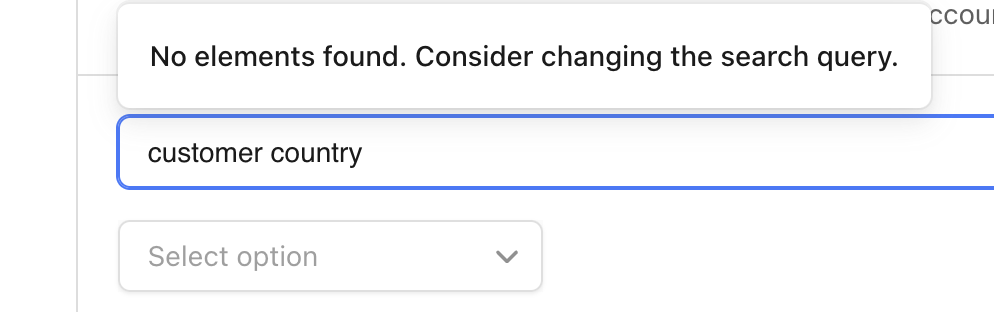 No elements found. Consider changing the search query.
customer country
Select option